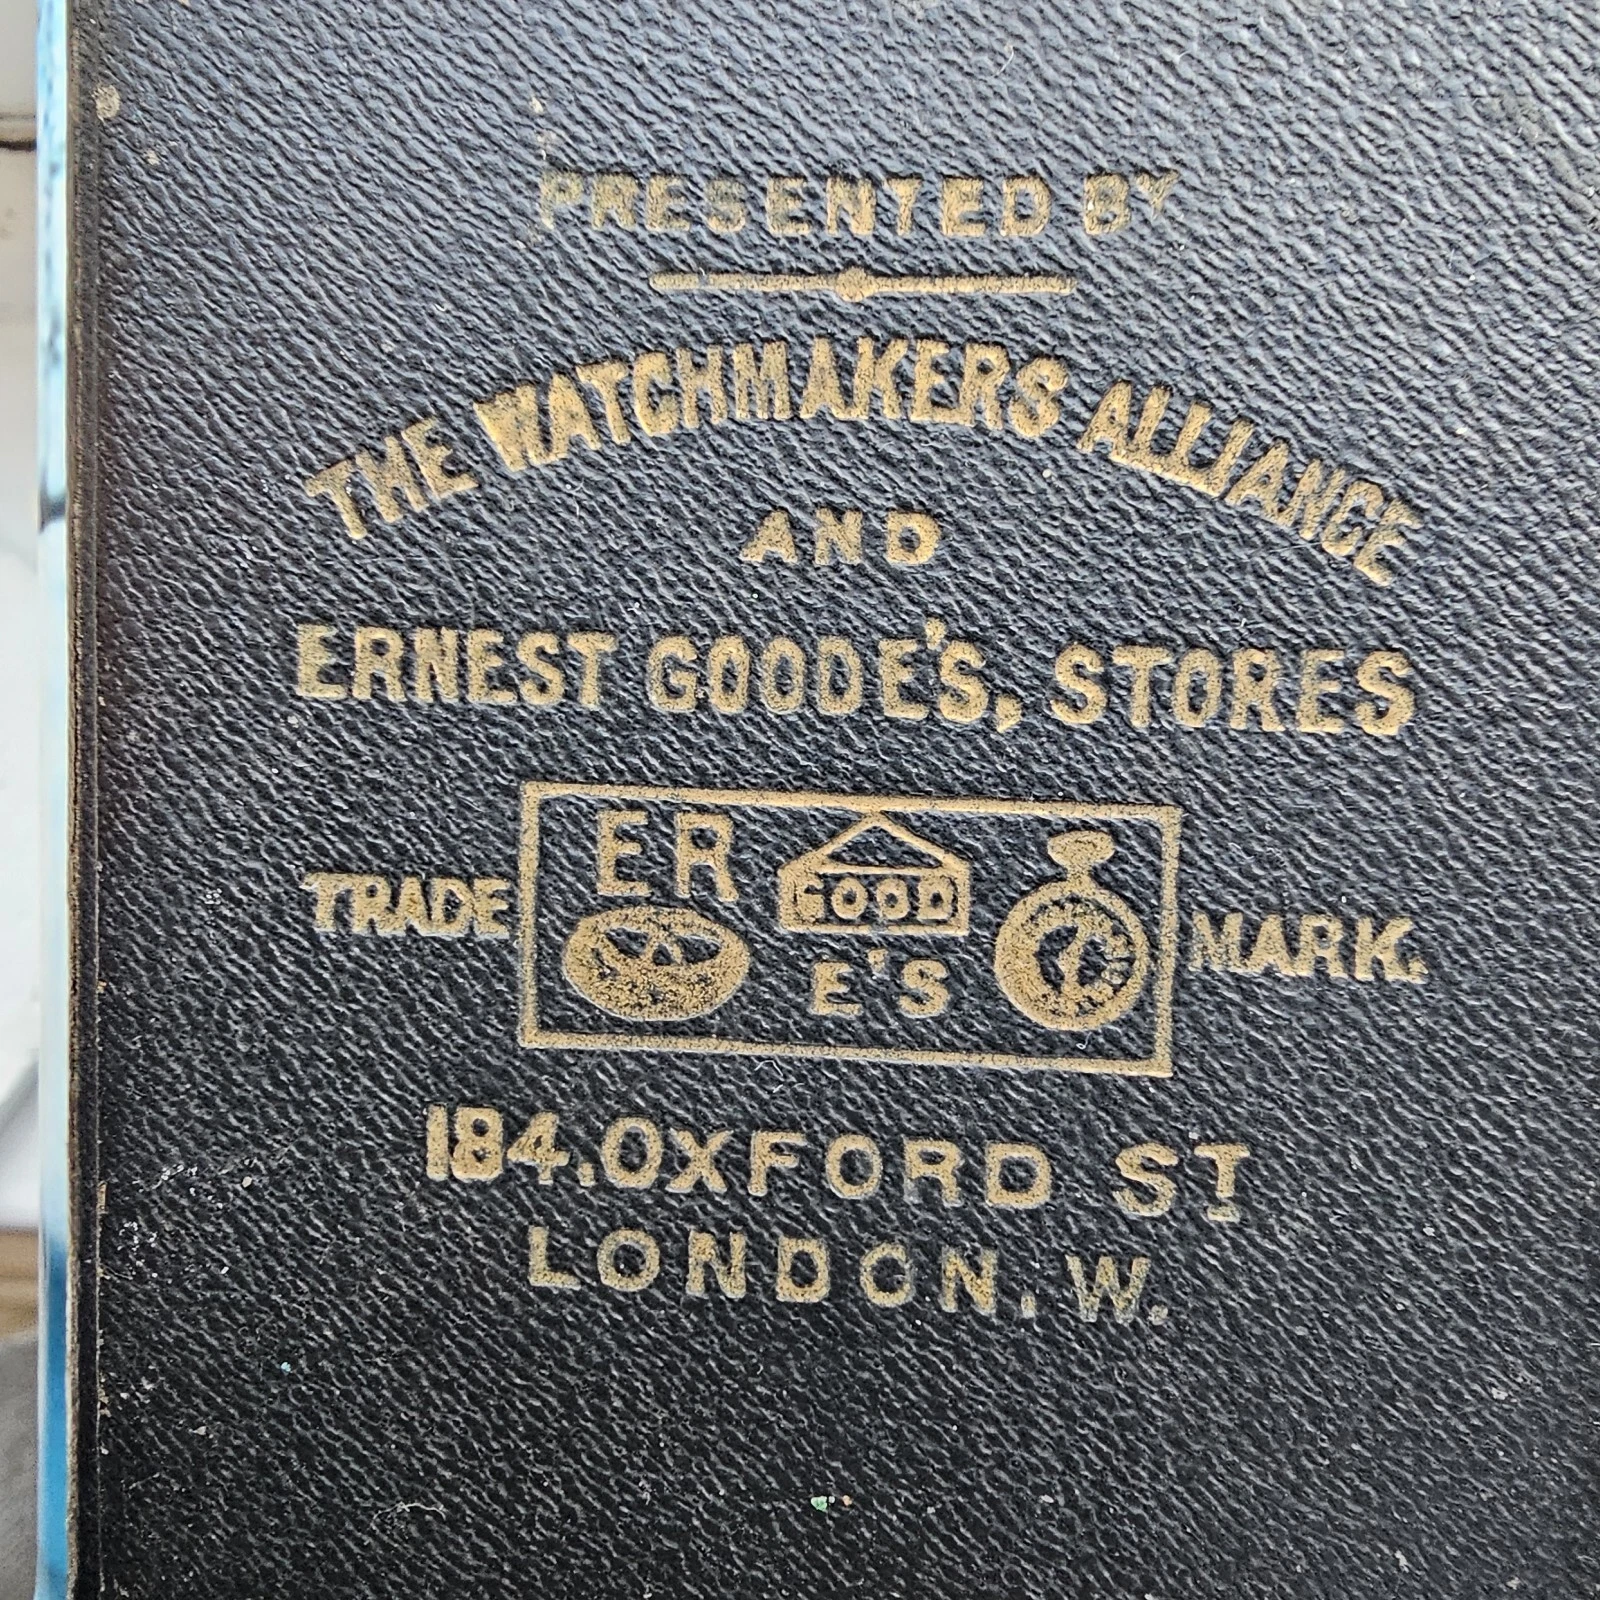 PRESENTED BY
THE WATCHMAKERS ALLIANCE
AND
ERNEST GOODE'S, STORES
TRADE
ER
GOOD
E'S
MARK.
184, OXFORD ST
LONDON. W.